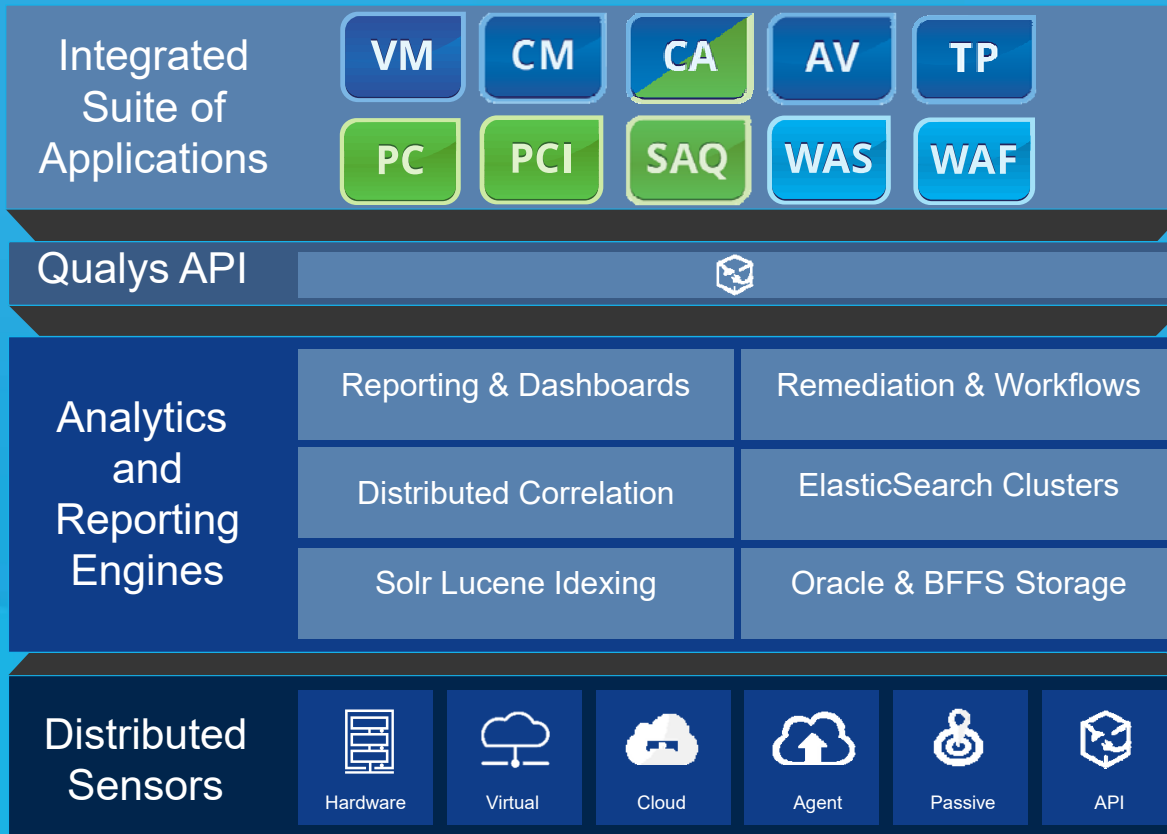 Integrated
Suite of
Applications
VM CM CA AV TP
PC PCI SAQ WAS WAF
Qualys API
Analytics
and
Reporting
Engines
Reporting & Dashboards Remediation & Workflows
Distributed Correlation ElasticSearch Clusters
Solr Lucene Idexing Oracle & BFFS Storage
Distributed
Sensors
Hardware Virtual Cloud Agent Passive API